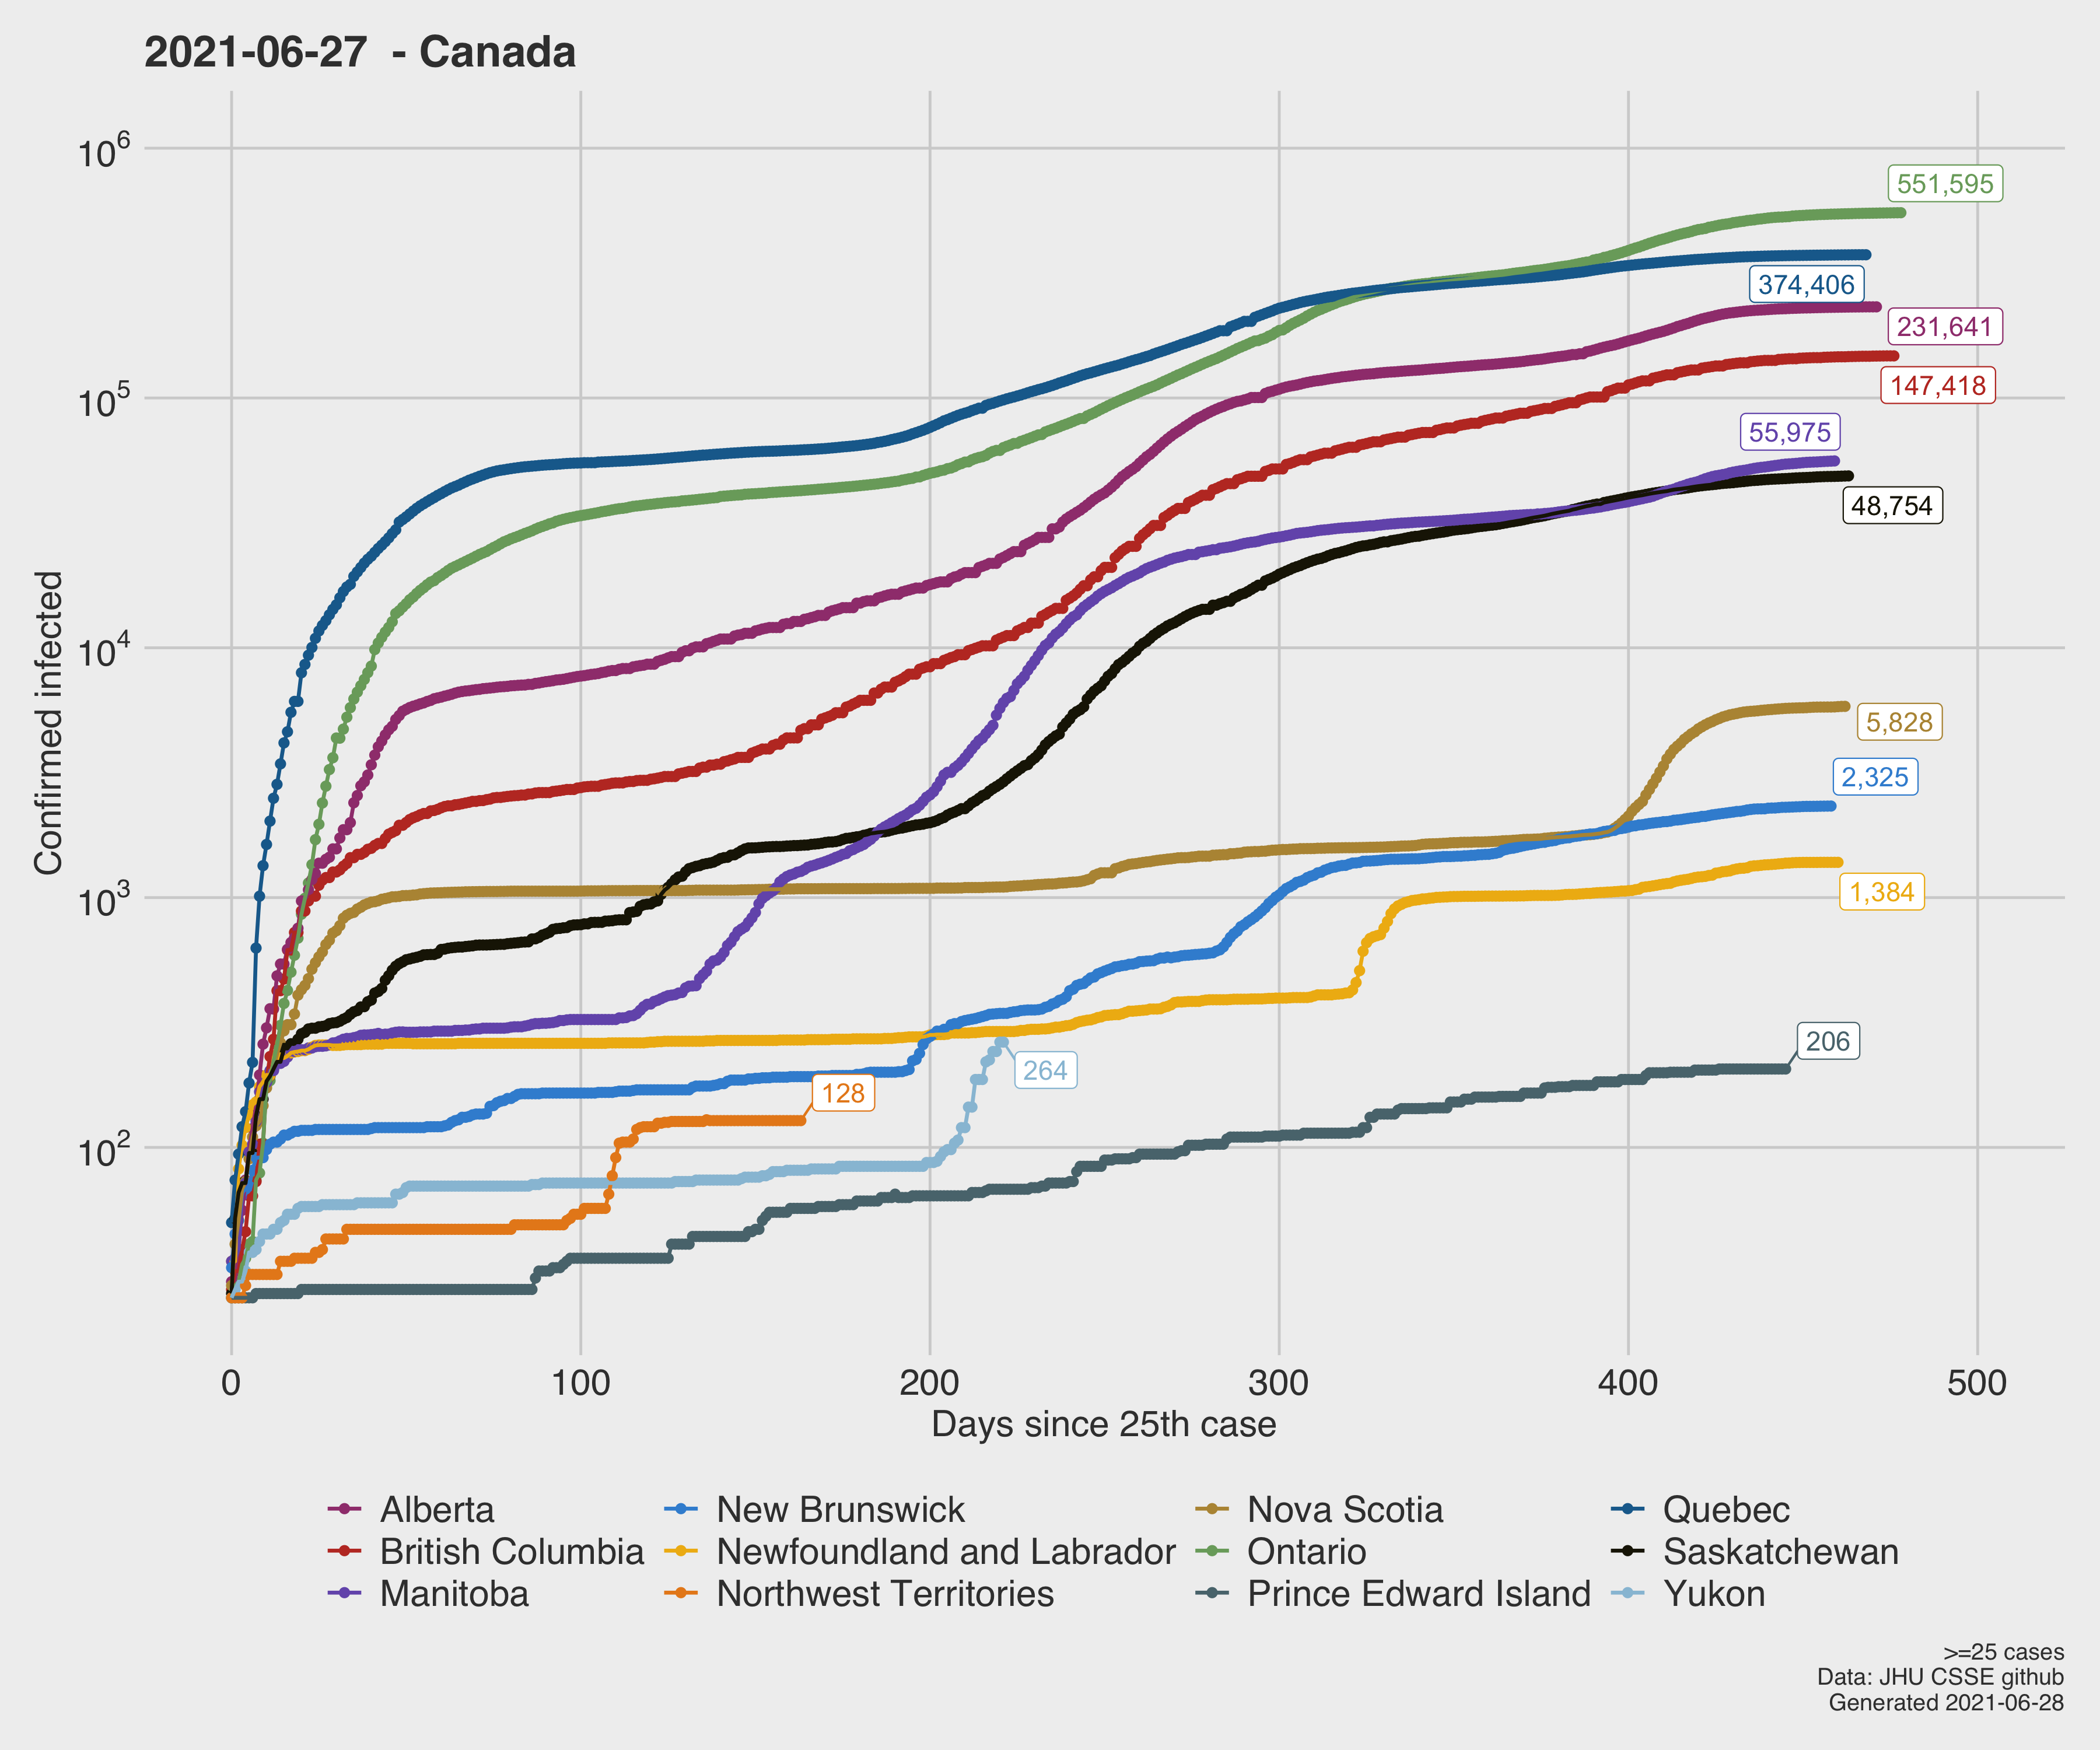 2021-06-27  - Canada
Confirmed infected
10^6
10^5
10^4
10^3
10^2
551,595
374,406
231,641
147,418
55,975
48,754
5,828
2,325
1,384
206
264
128
0 100 200 300 400 500
Days since 25th case
Alberta New Brunswick Nova Scotia Quebec
British Columbia Newfoundland and Labrador Ontario Saskatchewan
Manitoba Northwest Territories Prince Edward Island Yukon
>=25 cases
Data: JHU CSSE github
Generated 2021-06-28